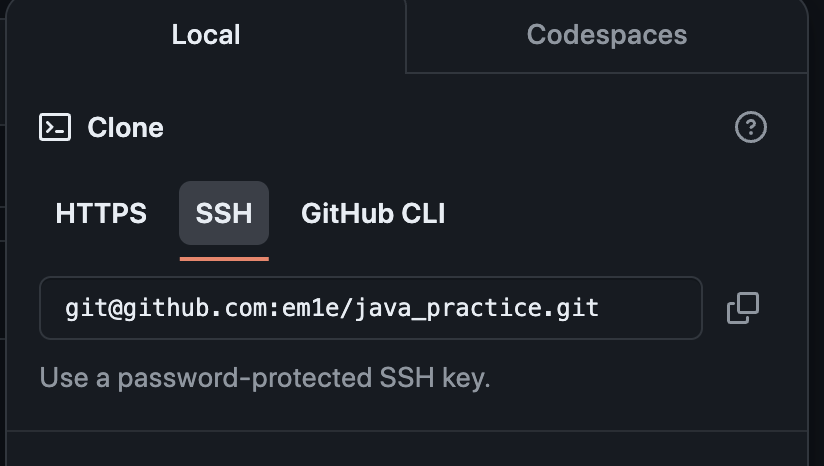 Local Codespaces
Clone
HTTPS SSH GitHub CLI
git@github.com:em1e/java_practice.git
Use a password-protected SSH key.